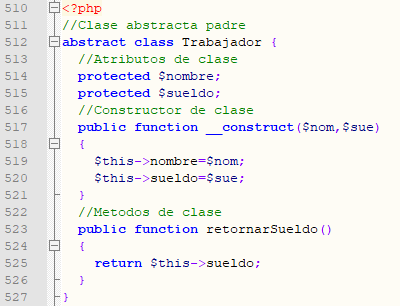 510 <?php
511 //Clase abstracta padre
512 abstract class Trabajador {
513 //Atributos de clase
514 protected $nombre;
515 protected $sueldo;
516 //Constructor de clase
517 public function __construct($nom,$sue)
518 {
519 $this->nombre=$nom;
520 $this->sueldo=$sue;
521 }
522 //Metodos de clase
523 public function retornarSueldo()
524 {
525 return $this->sueldo;
526 }
527 }